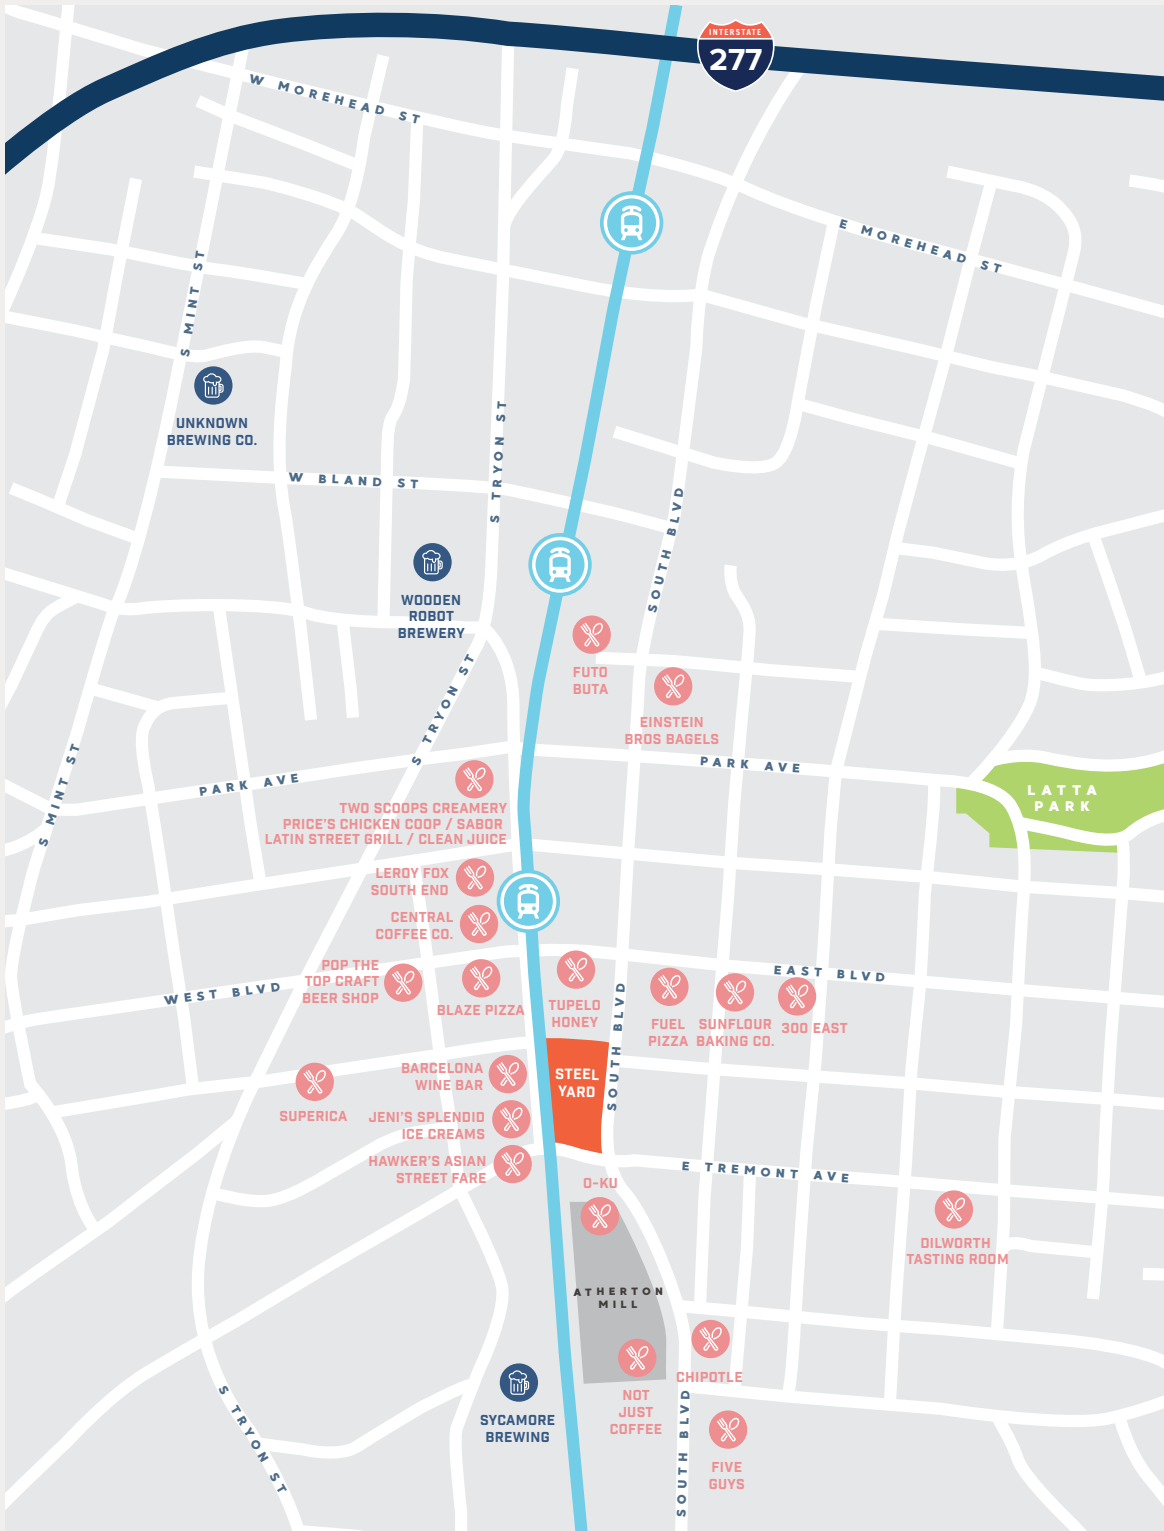 INTERSTATE
277
W MOREHEAD ST
E MOREHEAD ST
S MINT ST
UNKNOWN
BREWING CO.
S TRYON ST
W BLAND ST
SOUTH BLVD
WOODEN
ROBOT
BREWERY
FUTO
BUTA
S TRYON ST
EINSTEIN
BROS BAGELS
S MINT ST
PARK AVE
PARK AVE
LATTA
PARK
TWO SCOOPS CREAMERY
PRICE'S CHICKEN COOP / SABOR
LATIN STREET GRILL / CLEAN JUICE
LEROY FOX
SOUTH END
CENTRAL
COFFEE CO.
POP THE
TOP CRAFT
BEER SHOP
WEST BLVD
BLAZE PIZZA
TUPELO
HONEY
EAST BLVD
SOUTH BLVD
FUEL
PIZZA
SUNFLOUR
BAKING CO.
300 EAST
STEEL
YARD
BARCELONA
WINE BAR
SUPERICA
JENI'S SPLENDID
ICE CREAMS
HAWKER'S ASIAN
STREET FARE
E TREMONT AVE
O-KU
DILWORTH
TASTING ROOM
ATHERTON
MILL
CHIPOTLE
NOT
JUST
COFFEE
SOUTH BLVD
S TRYON ST
SYCAMORE
BREWING
FIVE
GUYS